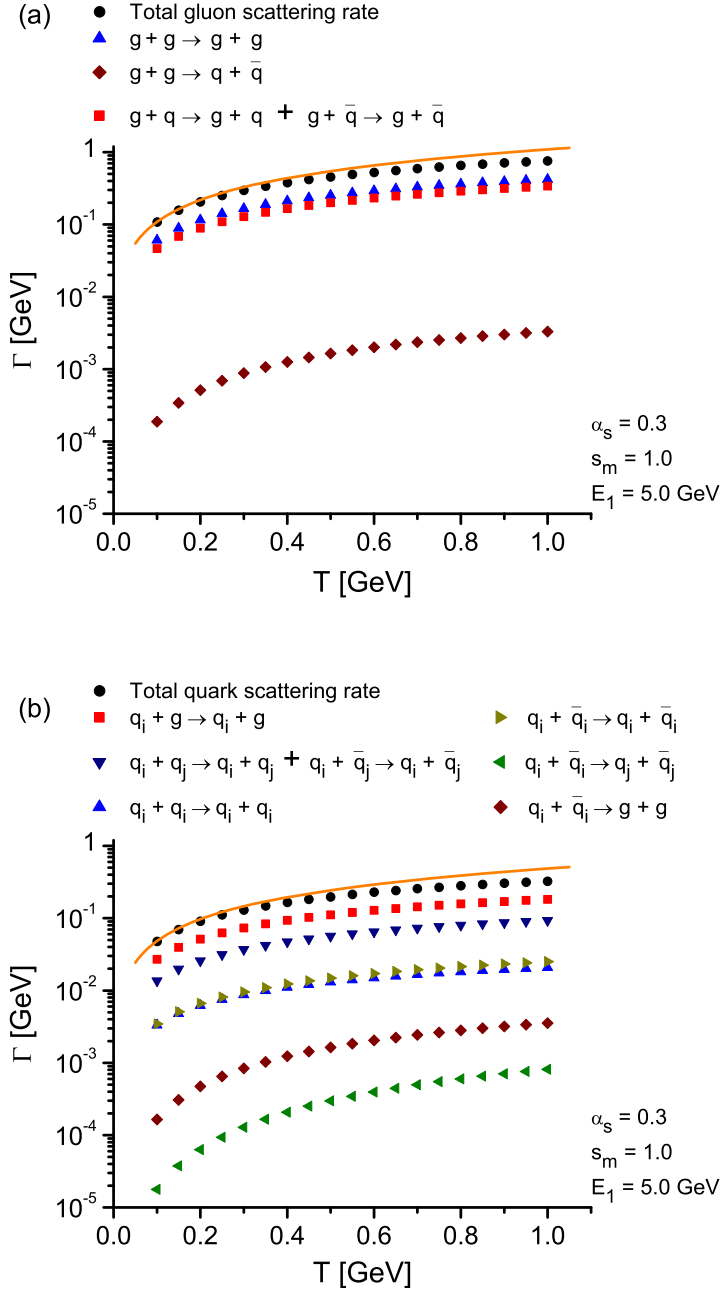 (a)
Total gluon scattering rate
g + g → g + g
g + g → q + q̄
g + q → g + q + g + q̄ → g + q̄
1
10⁻¹
10⁻²
10⁻³
10⁻⁴
10⁻⁵
Γ [GeV]
αₛ = 0.3
sₘ = 1.0
E₁ = 5.0 GeV
0.0 0.2 0.4 0.6 0.8 1.0
T [GeV]
(b)
Total quark scattering rate
qᵢ + g → qᵢ + g qᵢ + q̄ᵢ → qᵢ + q̄ᵢ
qᵢ + qⱼ → qᵢ + qⱼ + qᵢ + q̄ⱼ → qᵢ + q̄ⱼ qᵢ + q̄ᵢ → qⱼ + q̄ⱼ
qᵢ + qᵢ → qᵢ + qᵢ qᵢ + q̄ᵢ → g + g
1
10⁻¹
10⁻²
10⁻³
10⁻⁴
10⁻⁵
Γ [GeV]
αₛ = 0.3
sₘ = 1.0
E₁ = 5.0 GeV
0.0 0.2 0.4 0.6 0.8 1.0
T [GeV]